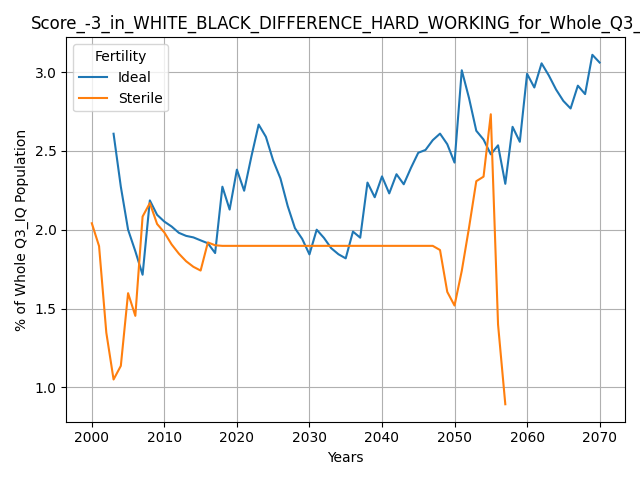 Score_-3_in_WHITE_BLACK_DIFFERENCE_HARD_WORKING_for_Whole_Q3_
Fertility
Ideal
Sterile
% of Whole Q3_IQ Population
3.0
2.5
2.0
1.5
1.0
2000 2010 2020 2030 2040 2050 2060 2070
Years